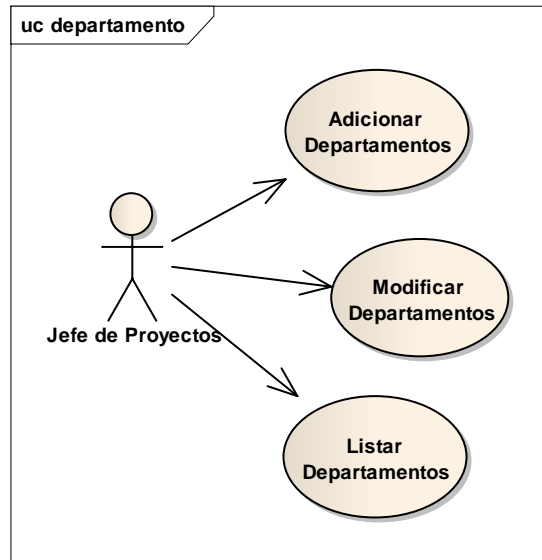 uc departamento
Adicionar
Departamentos
Modificar
Departamentos
Jefe de Proyectos
Listar
Departamentos